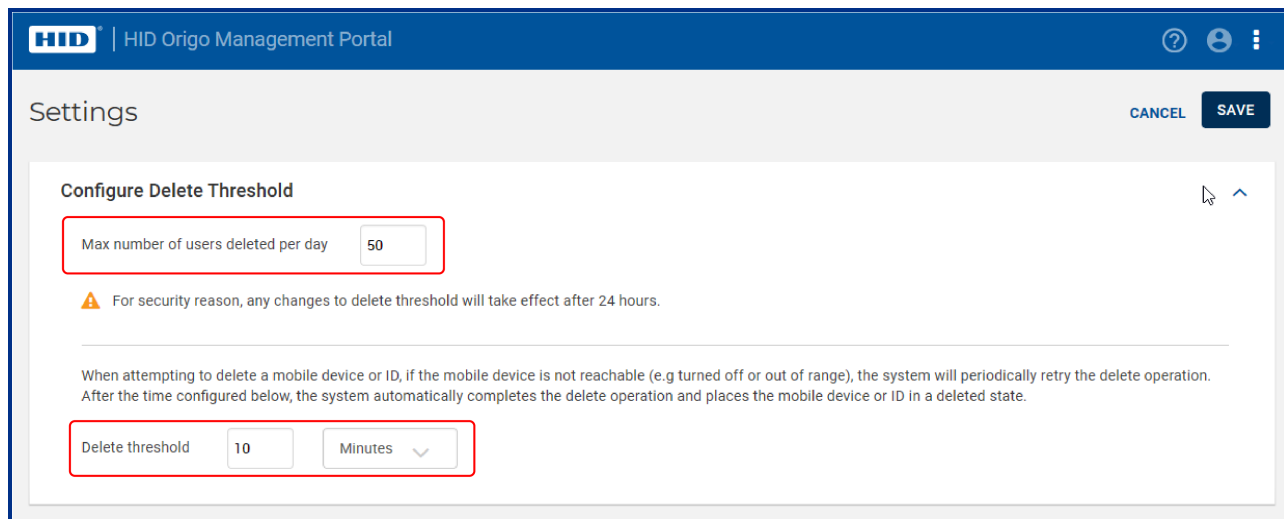 HID | HID Origo Management Portal
Settings
CANCEL
SAVE
Configure Delete Threshold
Max number of users deleted per day 50
For security reason, any changes to delete threshold will take effect after 24 hours.
When attempting to delete a mobile device or ID, if the mobile device is not reachable (e.g turned off or out of range), the system will periodically retry the delete operation.
After the time configured below, the system automatically completes the delete operation and places the mobile device or ID in a deleted state.
Delete threshold 10 Minutes